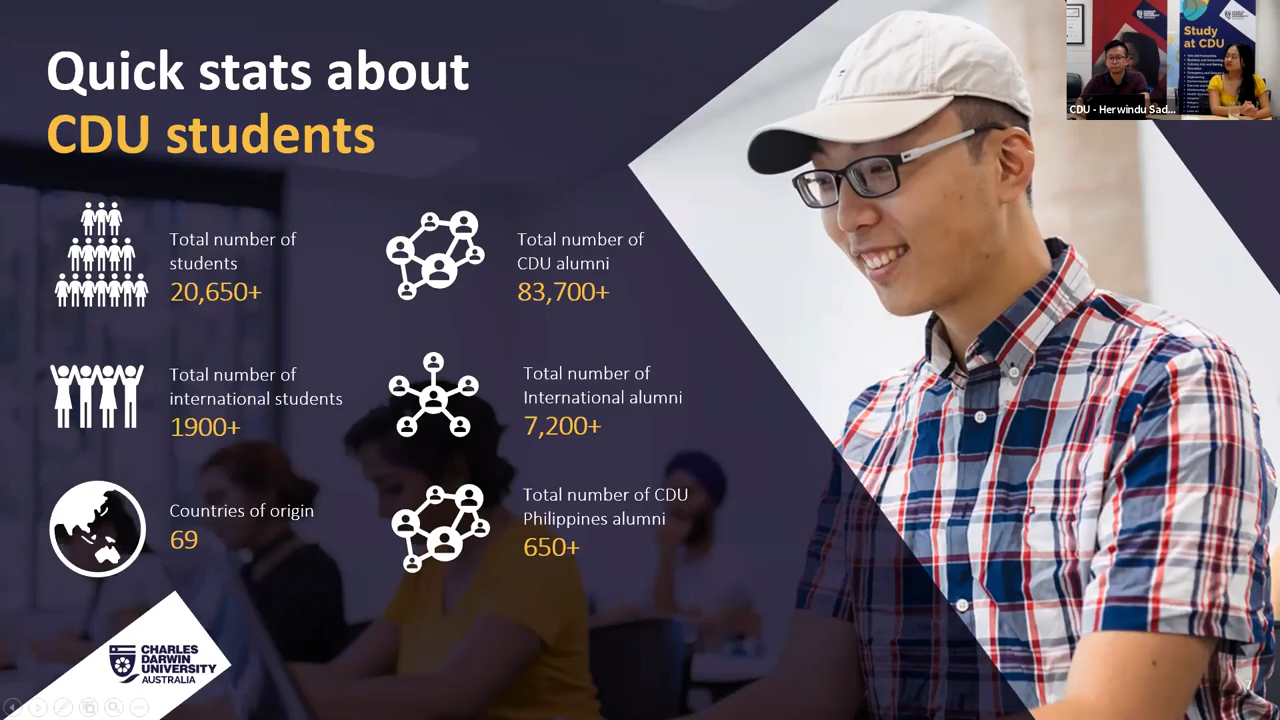 Quick stats about
CDU students
Total number of
students
20,650+
Total number of
international students
1900+
Countries of origin
69
Total number of
CDU alumni
83,700+
Total number of
International alumni
7,200+
Total number of CDU
Philippines alumni
650+
CHARLES
DARWIN
UNIVERSITY
AUSTRALIA
Study
at CDU
CDU - Herwindu Sad...